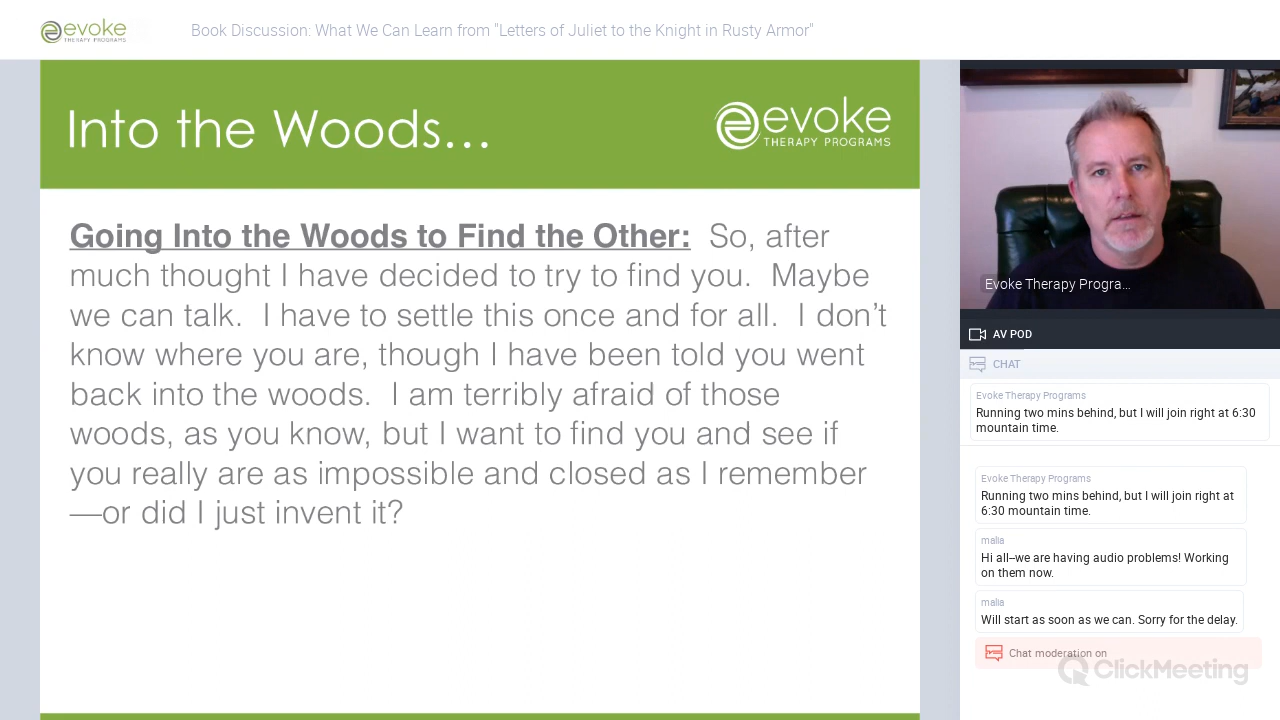 evoke
THERAPY PROGRAMS
Book Discussion: What We Can Learn from "Letters of Juliet to the Knight in Rusty Armor"
Into the Woods...
evoke
THERAPY PROGRAMS
Going Into the Woods to Find the Other: So, after
much thought I have decided to try to find you. Maybe
we can talk. I have to settle this once and for all. I don't
know where you are, though I have been told you went
back into the woods. I am terribly afraid of those
woods, as you know, but I want to find you and see if
you really are as impossible and closed as I remember
—or did I just invent it?
Evoke Therapy Progra...
AV POD
CHAT
Evoke Therapy Programs
Running two mins behind, but I will join right at 6:30
mountain time.
Evoke Therapy Programs
Running two mins behind, but I will join right at
6:30 mountain time.
malia
Hi all–we are having audio problems! Working
on them now.
malia
Will start as soon as we can. Sorry for the delay.
Chat moderation on
ClickMeeting